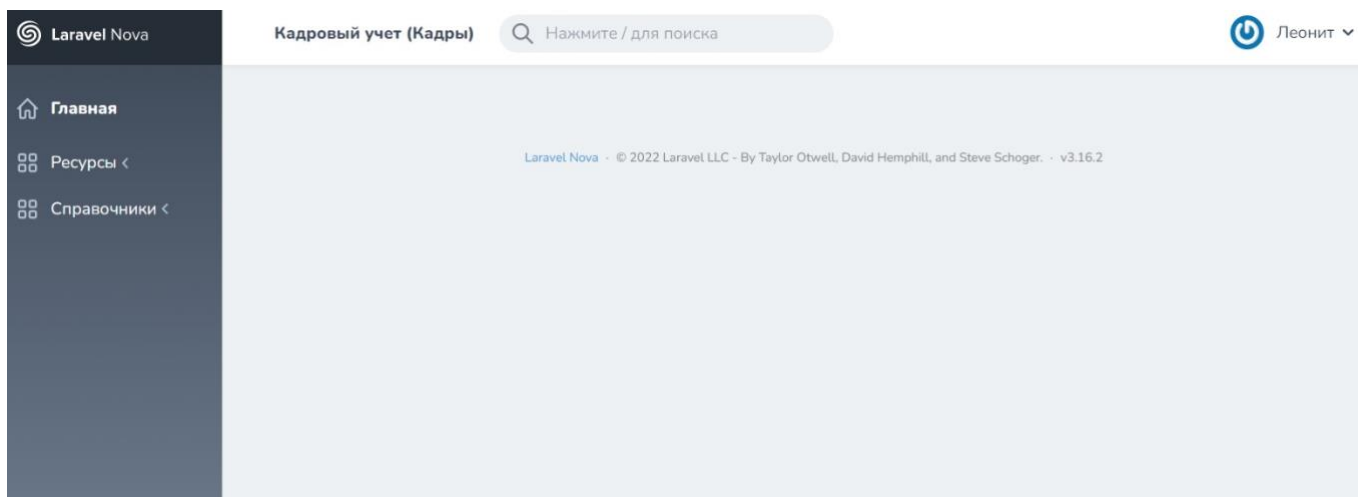 Laravel Nova
Кадровый учет (Кадры)
Нажмите / для поиска
Леонит
Главная
Ресурсы <
Справочники <
Laravel Nova · © 2022 Laravel LLC - By Taylor Otwell, David Hemphill, and Steve Schoger. · v3.16.2